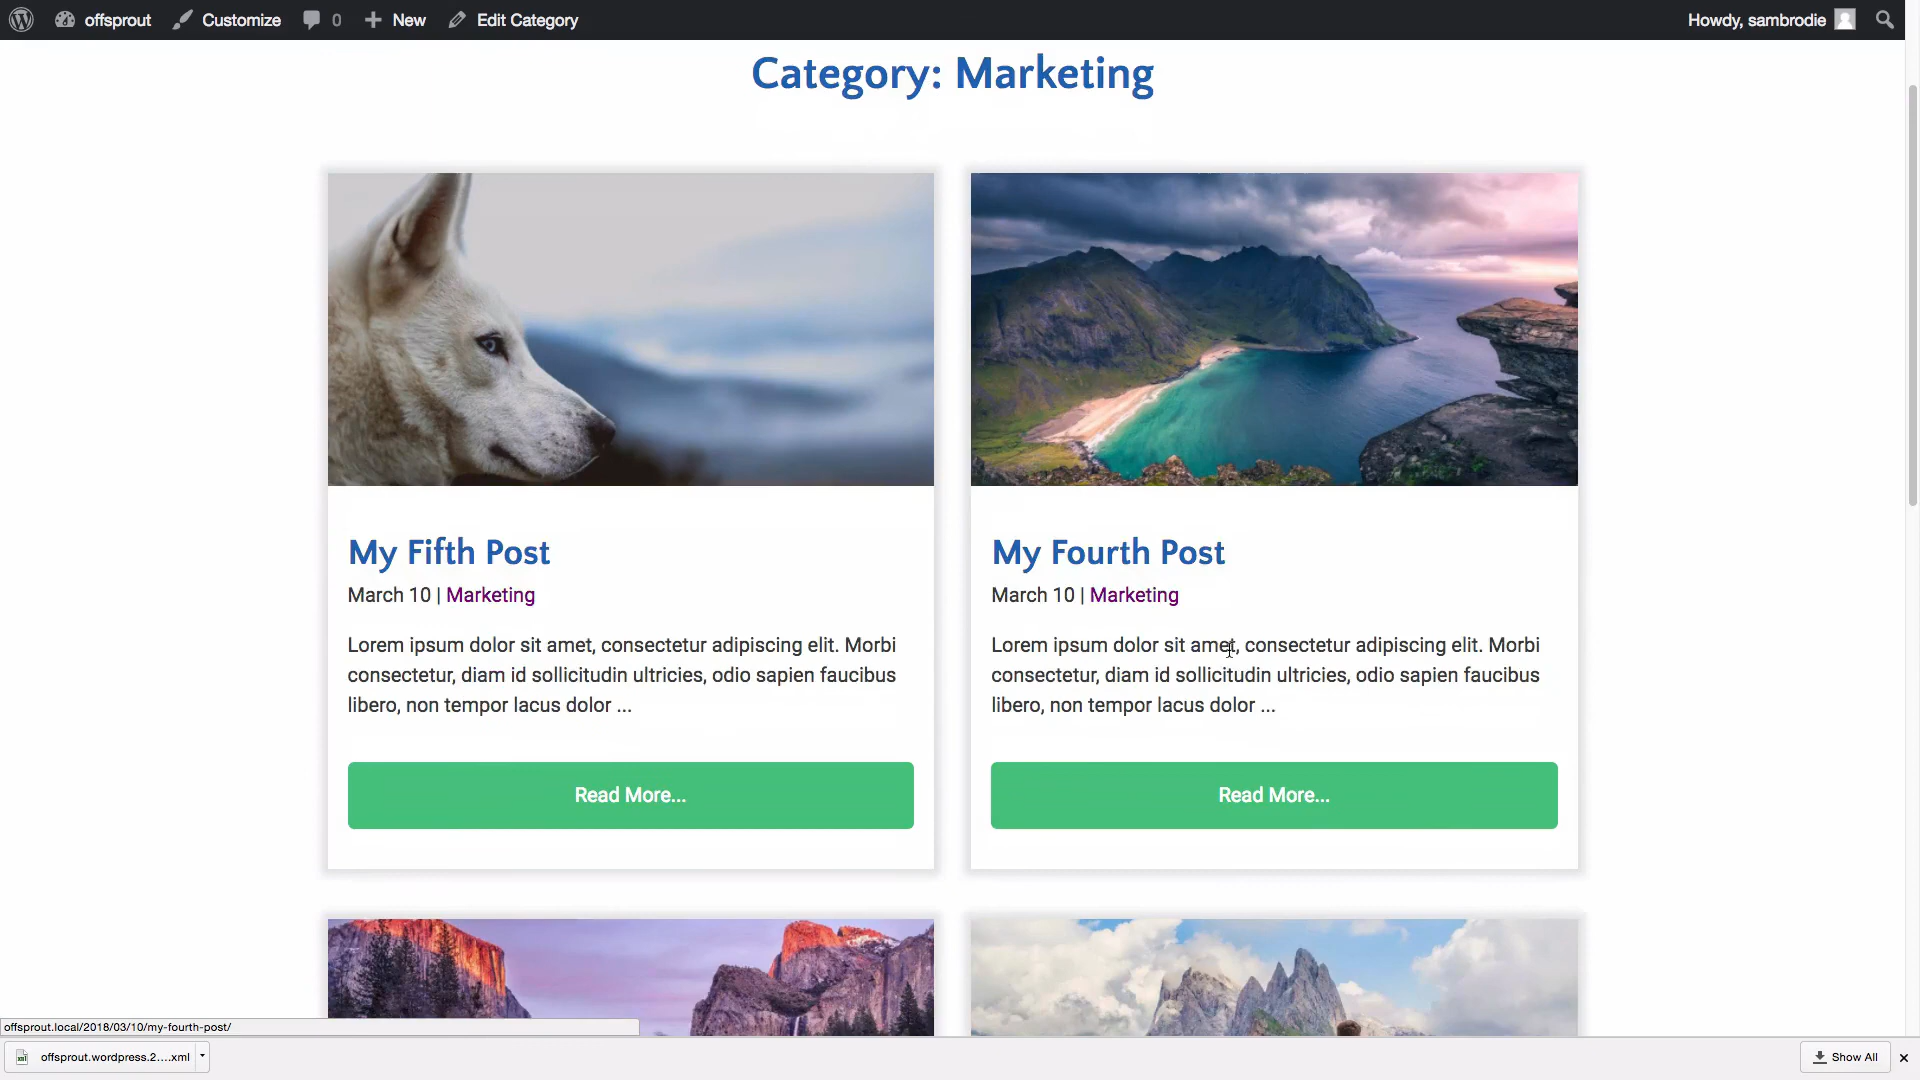 offsprout Customize 0 New Edit Category Howdy, sambrodie
Category: Marketing
My Fifth Post
March 10 | Marketing
Lorem ipsum dolor sit amet, consectetur adipiscing elit. Morbi
consectetur, diam id sollicitudin ultricies, odio sapien faucibus
libero, non tempor lacus dolor ...
Read More...
My Fourth Post
March 10 | Marketing
Lorem ipsum dolor sit amet, consectetur adipiscing elit. Morbi
consectetur, diam id sollicitudin ultricies, odio sapien faucibus
libero, non tempor lacus dolor ...
Read More...
offsprout.local/2018/03/10/my-fourth-post/
offsprout.wordpress.2....xml Show All